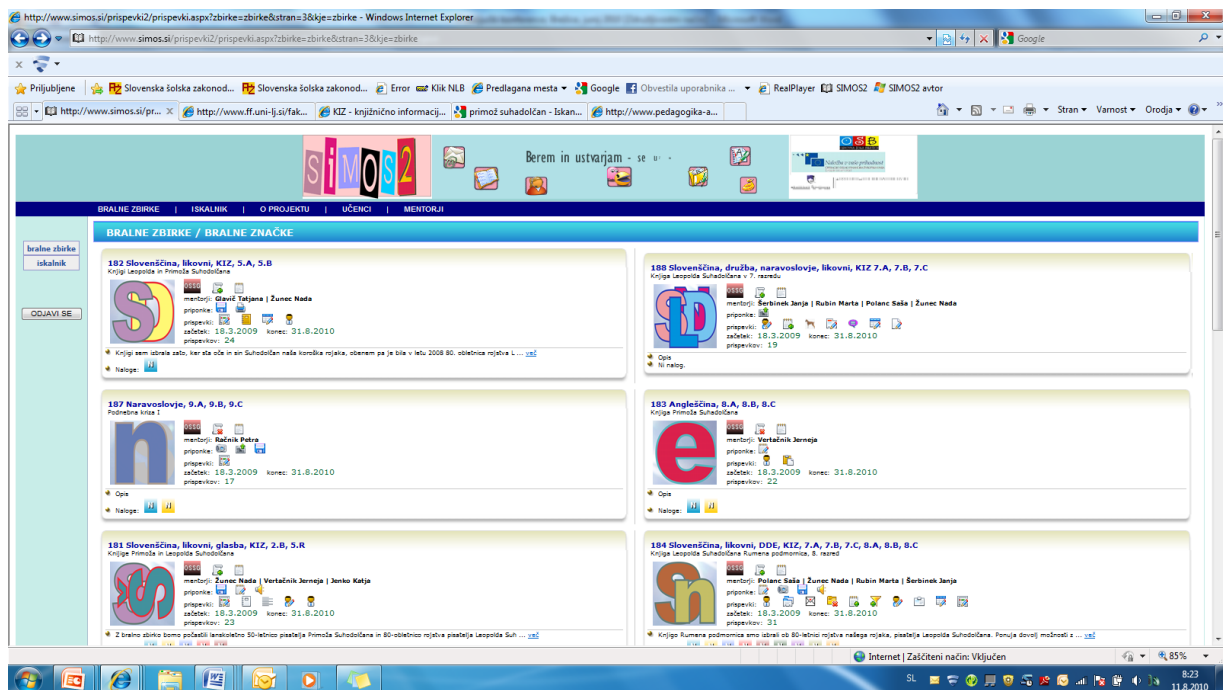 http://www.simos.si/prispevki2/prispevki.aspx?zbirke=zbirke&stran=3&kje=zbirke - Windows Internet Explorer
http://www.simos.si/prispevki2/prispevki.aspx?zbirke=zbirke&stran=3&kje=zbirke
Google
Priljubljene
Slovenska šolska zakonod...
Slovenska šolska zakonod...
Error
Klik NLB
Predlagana mesta
Google
Obvestila uporabnika ...
RealPlayer
SIMOS2
SIMOS2 avtor
http://www.simos.si/pr...
http://www.ff.uni-lj.si/fak...
KIZ - knjižnično informacij...
primož suhadolčan - Iskan...
http://www.pedagogika-a...
Stran
Varnost
Orodja
SiMOS2
Berem in ustvarjam - se
OSB
Naložba v vašo prihodnost
BRALNE ZBIRKE | ISKALNIK | O PROJEKTU | UČENCI | MENTORJI
bralne zbirke
iskalnik
ODJAVI SE
BRALNE ZBIRKE / BRALNE ZNAČKE
182 Slovenščina, likovni, KIZ, 5.A, 5.B
Knjigi Leopolda in Primoža Suhodolčana
mentorji: Glavič Tatjana | Žunec Nada
priponke:
prispevki:
začetek: 18.3.2009 konec: 31.8.2010
prispevkov: 24
Knjigi sem izbrala zato, ker sta oče in sin Suhodolčan naša koroška rojaka, obenem pa je bila v letu 2008 80. obletnica rojstva L ... več
Naloge:
188 Slovenščina, družba, naravoslovje, likovni, KIZ 7.A, 7.B, 7.C
Knjiga Leopolda Suhadolčana v 7. razredu
mentorji: Šerbinek Janja | Rubin Marta | Polanc Saša | Žunec Nada
priponke:
prispevki:
začetek: 18.3.2009 konec: 31.8.2010
prispevkov: 19
Opis
Ni nalog.
187 Naravoslovje, 9.A, 9.B, 9.C
Podnebna kriza I
mentorji: Račnik Petra
priponke:
prispevki:
začetek: 18.3.2009 konec: 31.8.2010
prispevkov: 17
Opis
Naloge:
183 Angleščina, 8.A, 8.B, 8.C
Knjiga Primoža Suhadolčana
mentorji: Vertačnik Jerneja
priponke:
prispevki:
začetek: 18.3.2009 konec: 31.8.2010
prispevkov: 22
Opis
Naloge:
181 Slovenščina, likovni, glasba, KIZ, 2.B, 5.R
Knjige Primoža in Leopolda Suhodolčana
mentorji: Žunec Nada | Vertačnik Jerneja | Jenko Katja
priponke:
prispevki:
začetek: 18.3.2009 konec: 31.8.2010
prispevkov: 23
Z bralno zbirko bomo počastili lanskoletno 50-letnico pisatelja Primoža Suhodolčana in 80-obletnico rojstva pisatelja Leopolda Suh ... več
184 Slovenščina, likovni, DDE, KIZ, 7.A, 7.B, 7.C, 8.A, 8.B, 8.C
Knjiga Leopolda Suhadolčana Rumena podmornica, 8. razred
mentorji: Polanc Saša | Žunec Nada | Rubin Marta | Šerbinek Janja
priponke:
prispevki:
začetek: 18.3.2009 konec: 31.8.2010
prispevkov: 31
Knjigo Rumena podmornica smo izbrali ob 80-letnici rojstva našega rojaka, pisatelja Leopolda Suhodolčana. Ponuja dovolj možnosti z ... več
Internet | Zaščiteni način: Vključen
85%
SL
8:23
11.8.2010